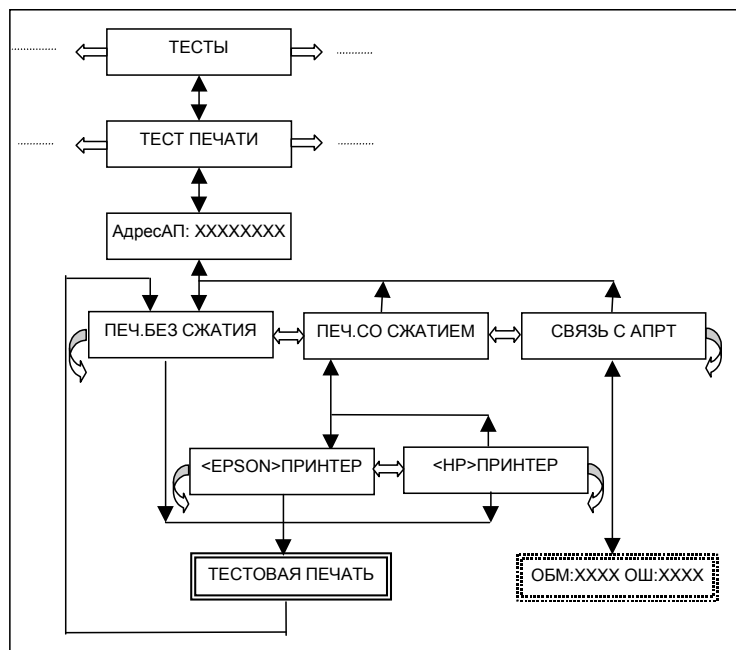 ТЕСТЫ
ТЕСТ ПЕЧАТИ
АдресАП: XXXXXXXX
ПЕЧ.БЕЗ СЖАТИЯ
ПЕЧ.СО СЖАТИЕМ
СВЯЗЬ С АПРТ
<EPSON>ПРИНТЕР
<HP>ПРИНТЕР
ТЕСТОВАЯ ПЕЧАТЬ
ОБМ:XXXX ОШ:XXXX